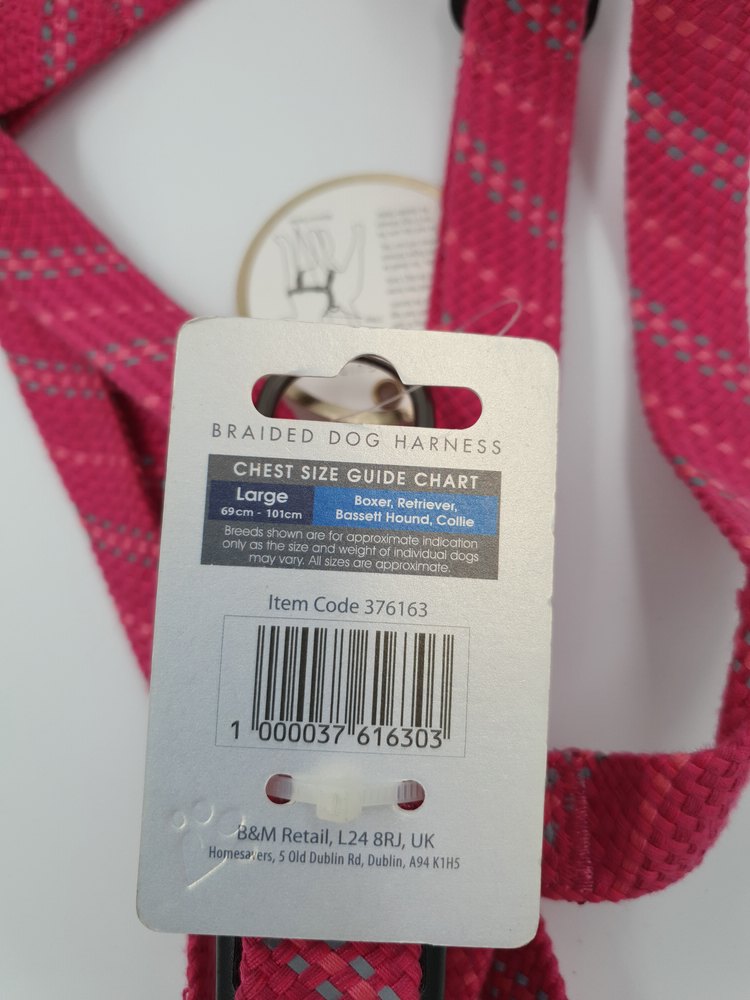 BRAIDED DOG HARNESS
CHEST SIZE GUIDE CHART
Large
69cm - 101cm
Boxer, Retriever,
Bassett Hound, Collie
Breeds shown are for approximate indication
only as the size and weight of individual dogs
may vary. All sizes are approximate.
Item Code 376163
1 000037 616303
B&M Retail, L24 8RJ, UK
Homesavers, 5 Old Dublin Rd, Dublin, A94 K1H5